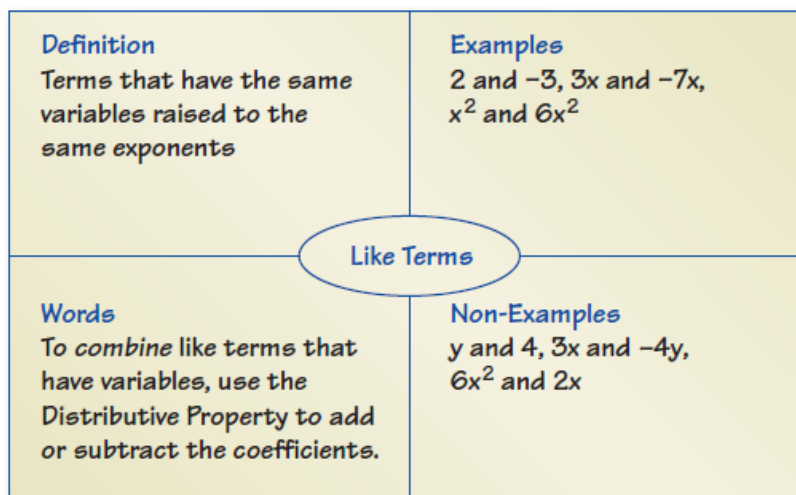 Definition
Terms that have the same
variables raised to the
same exponents
Examples
2 and −3, 3x and −7x,
x² and 6x²
Like Terms
Words
To combine like terms that
have variables, use the
Distributive Property to add
or subtract the coefficients.
Non-Examples
y and 4, 3x and −4y,
6x² and 2x